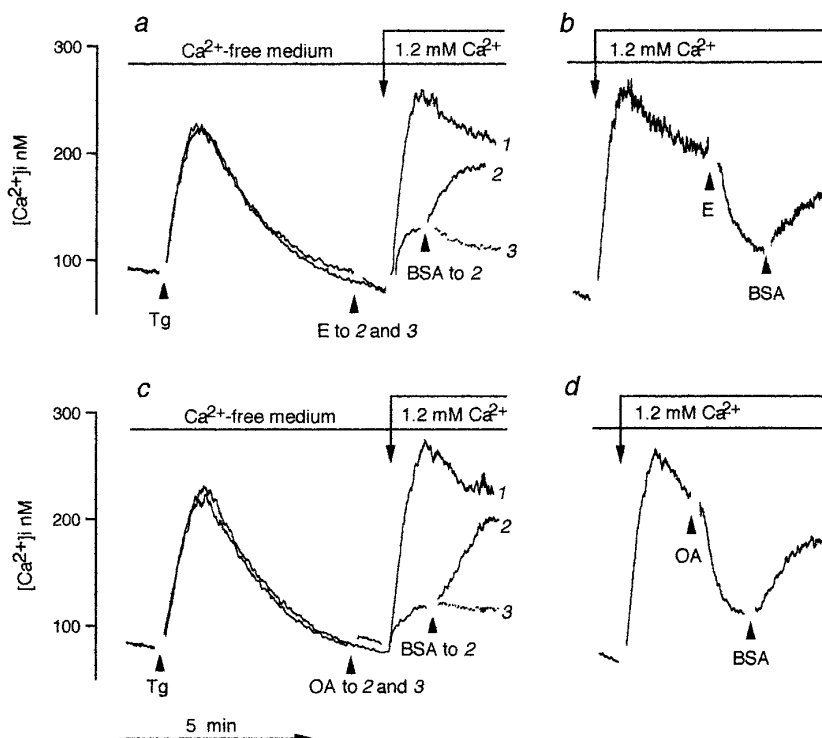 a
Ca²⁺-free medium
1.2 mM Ca²⁺
300
200
100
[Ca²⁺]i nM
Tg
E to 2 and 3
BSA to 2
1
2
3
b
1.2 mM Ca²⁺
E
BSA
c
Ca²⁺-free medium
1.2 mM Ca²⁺
300
200
100
[Ca²⁺]i nM
Tg
OA to 2 and 3
BSA to 2
1
2
3
d
1.2 mM Ca²⁺
OA
BSA
5 min